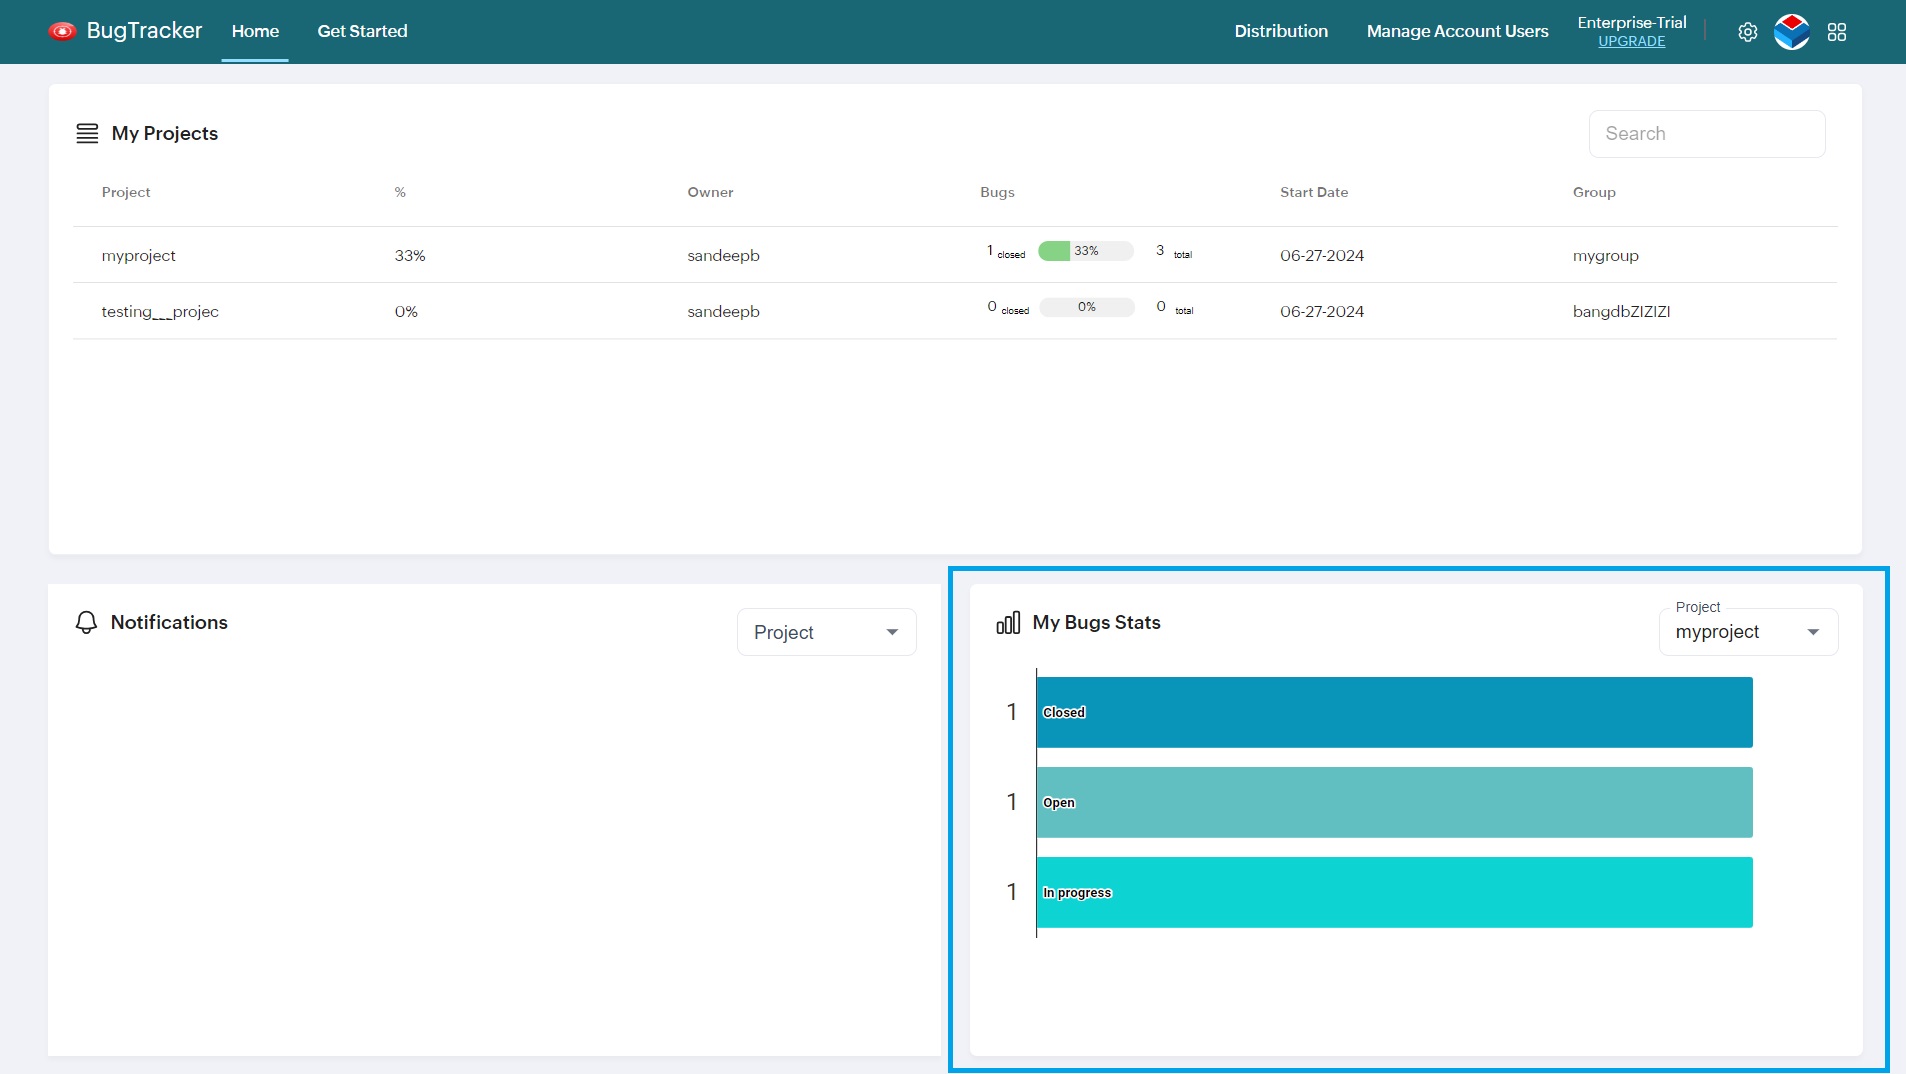 BugTracker Home Get Started Distribution Manage Account Users Enterprise-Trial
UPGRADE
My Projects
Search
Project % Owner Bugs Start Date Group
myproject 33% sandeepb 1 closed 33% 3 total 06-27-2024 mygroup
testing___projec 0% sandeepb 0 closed 0% 0 total 06-27-2024 bangdbZIZIZI
Notifications
Project
My Bugs Stats
Project
myproject
1 Closed
1 Open
1 In progress